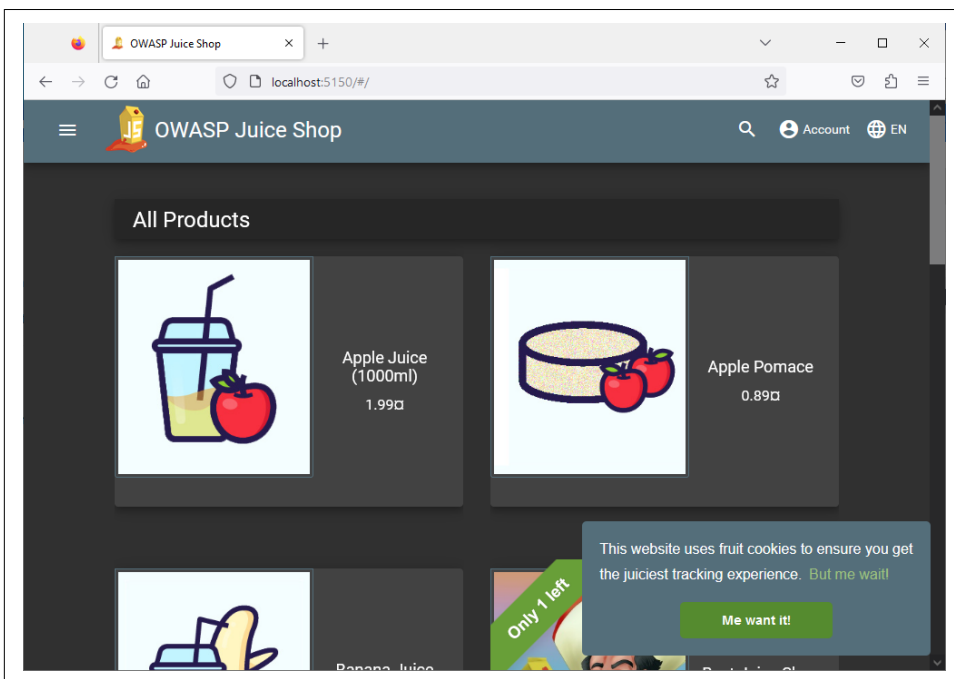 OWASP Juice Shop
localhost:5150/#/
OWASP Juice Shop
Account
EN
All Products
Apple Juice
(1000ml)
1.99¤
Apple Pomace
0.89¤
This website uses fruit cookies to ensure you get
the juiciest tracking experience. But me wait!
Me want it!
Only 1 left
Banana Juice